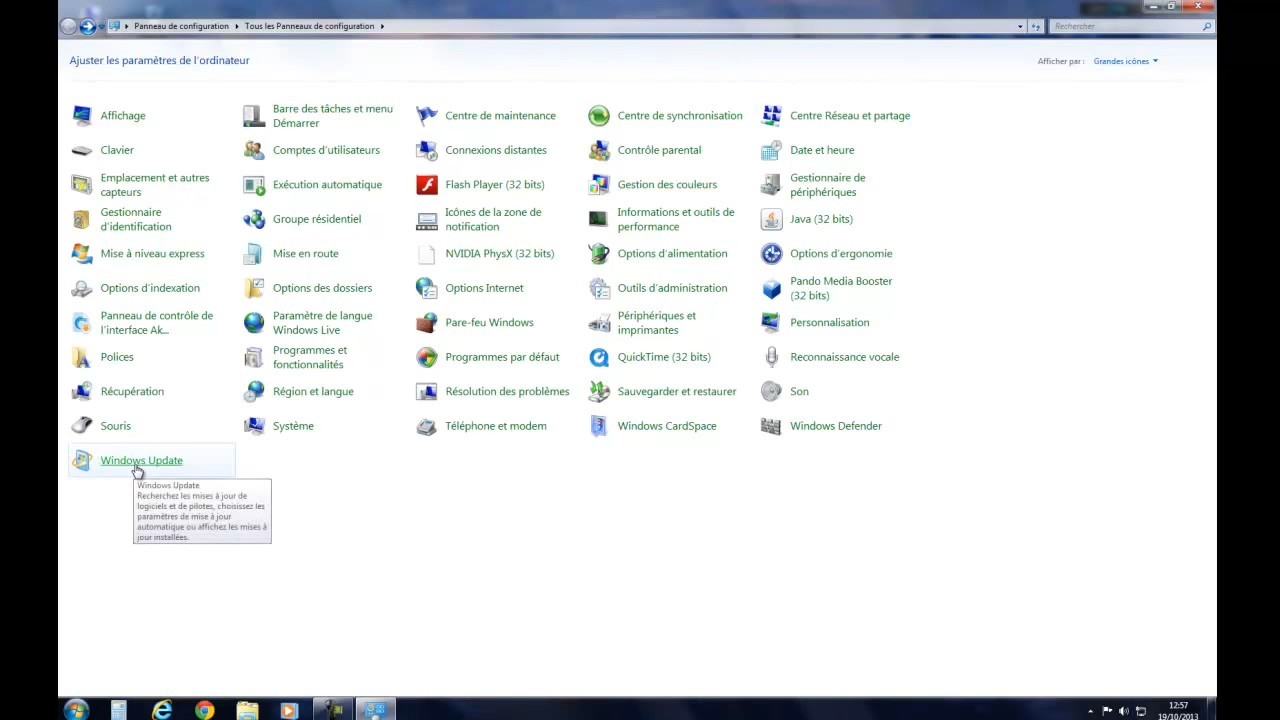 Panneau de configuration
Tous les Panneaux de configuration
Rechercher
Ajuster les paramètres de l'ordinateur
Afficher par :
Grandes icônes
Affichage
Barre des tâches et menu
Démarrer
Centre de maintenance
Centre de synchronisation
Centre Réseau et partage
Clavier
Comptes d'utilisateurs
Connexions distantes
Contrôle parental
Date et heure
Emplacement et autres
capteurs
Exécution automatique
Flash Player (32 bits)
Gestion des couleurs
Gestionnaire de
périphériques
Gestionnaire
d'identification
Groupe résidentiel
Icônes de la zone de
notification
Informations et outils de
performance
Java (32 bits)
Mise à niveau express
Mise en route
NVIDIA PhysX (32 bits)
Options d'alimentation
Options d'ergonomie
Options d'indexation
Options des dossiers
Options Internet
Outils d'administration
Pando Media Booster
(32 bits)
Panneau de contrôle de
l'interface Ak...
Paramètre de langue
Windows Live
Pare-feu Windows
Périphériques et
imprimantes
Personnalisation
Polices
Programmes et
fonctionnalités
Programmes par défaut
QuickTime (32 bits)
Reconnaissance vocale
Récupération
Région et langue
Résolution des problèmes
Sauvegarder et restaurer
Son
Souris
Système
Téléphone et modem
Windows CardSpace
Windows Defender
Windows Update
Windows Update
Recherchez les mises à jour de
logiciels et de pilotes, choisissez les
paramètres de mise à jour
automatique ou affichez les mises à
jour installées.
12:57
19/10/2013